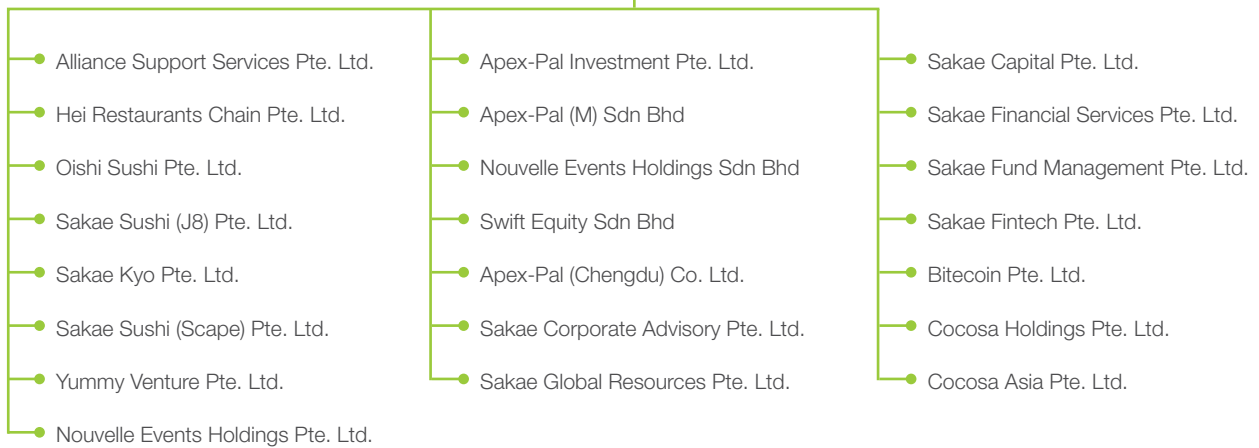 Alliance Support Services Pte. Ltd.
Hei Restaurants Chain Pte. Ltd.
Oishi Sushi Pte. Ltd.
Sakae Sushi (J8) Pte. Ltd.
Sakae Kyo Pte. Ltd.
Sakae Sushi (Scape) Pte. Ltd.
Yummy Venture Pte. Ltd.
Nouvelle Events Holdings Pte. Ltd.
Apex-Pal Investment Pte. Ltd.
Apex-Pal (M) Sdn Bhd
Nouvelle Events Holdings Sdn Bhd
Swift Equity Sdn Bhd
Apex-Pal (Chengdu) Co. Ltd.
Sakae Corporate Advisory Pte. Ltd.
Sakae Global Resources Pte. Ltd.
Sakae Capital Pte. Ltd.
Sakae Financial Services Pte. Ltd.
Sakae Fund Management Pte. Ltd.
Sakae Fintech Pte. Ltd.
Bitecoin Pte. Ltd.
Cocosa Holdings Pte. Ltd.
Cocosa Asia Pte. Ltd.